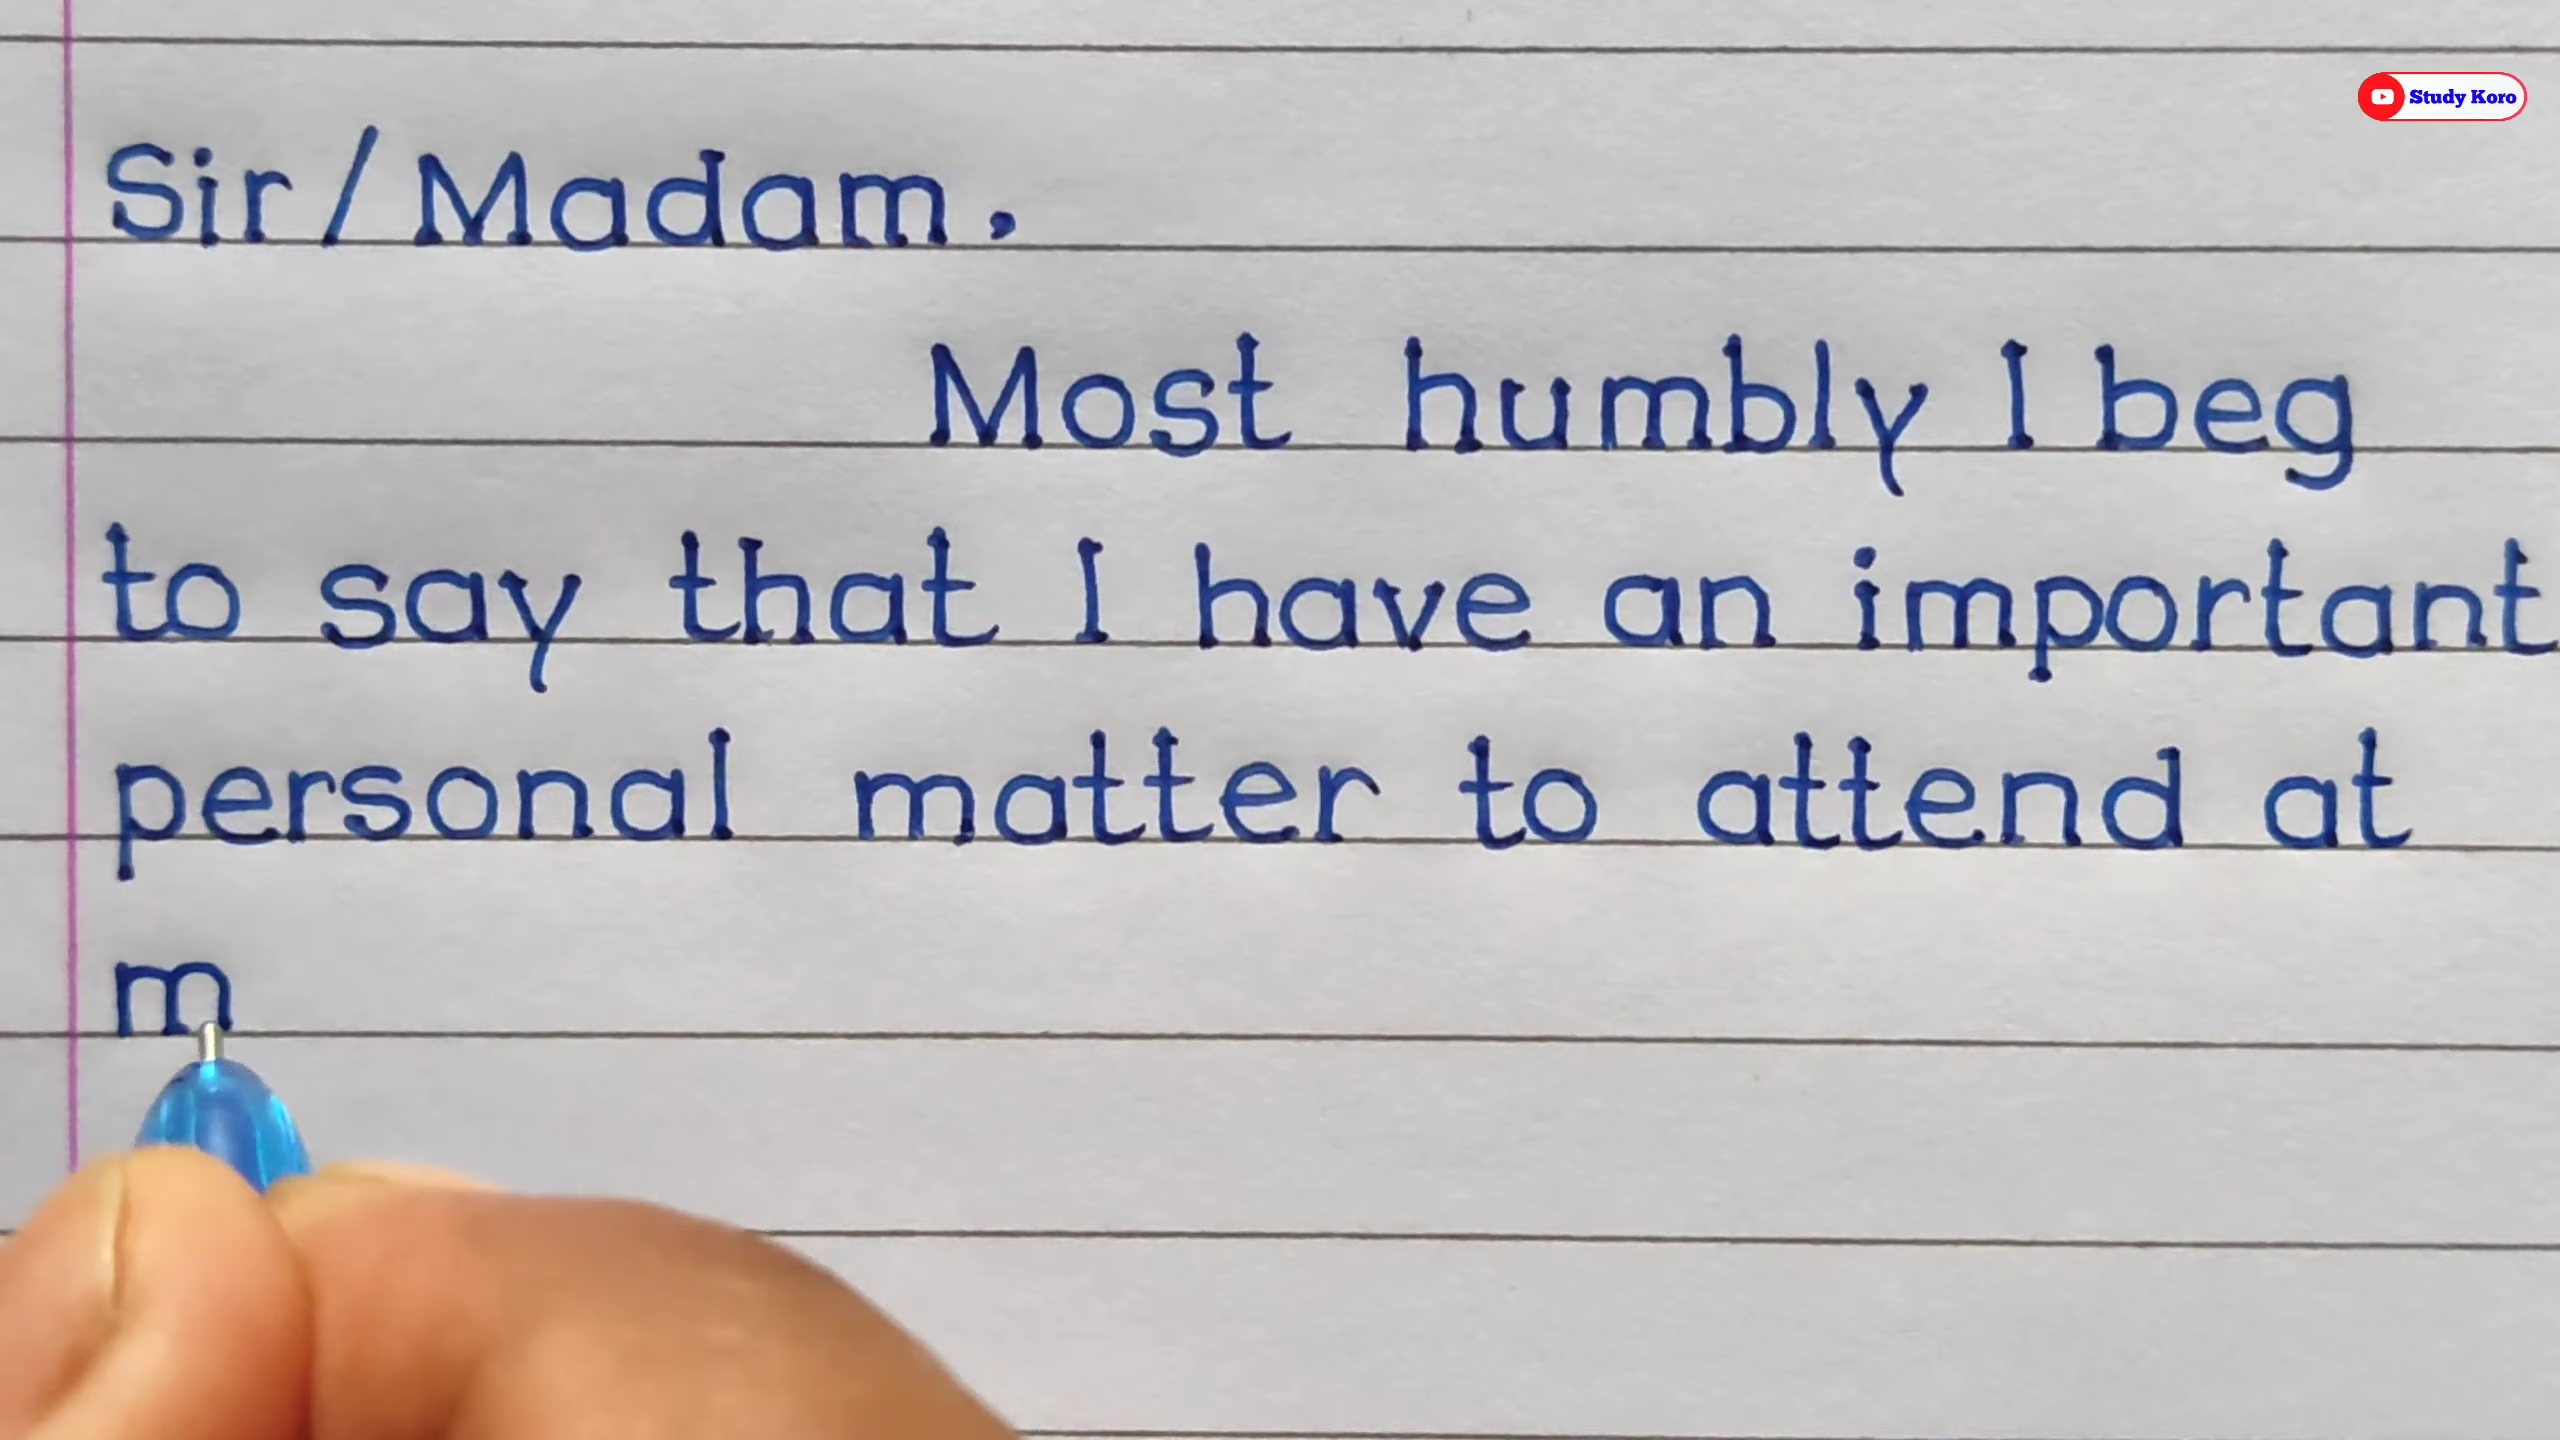 Study Koro
Sir/Madam,
Most humbly I beg
to say that I have an important
personal matter to attend at
m